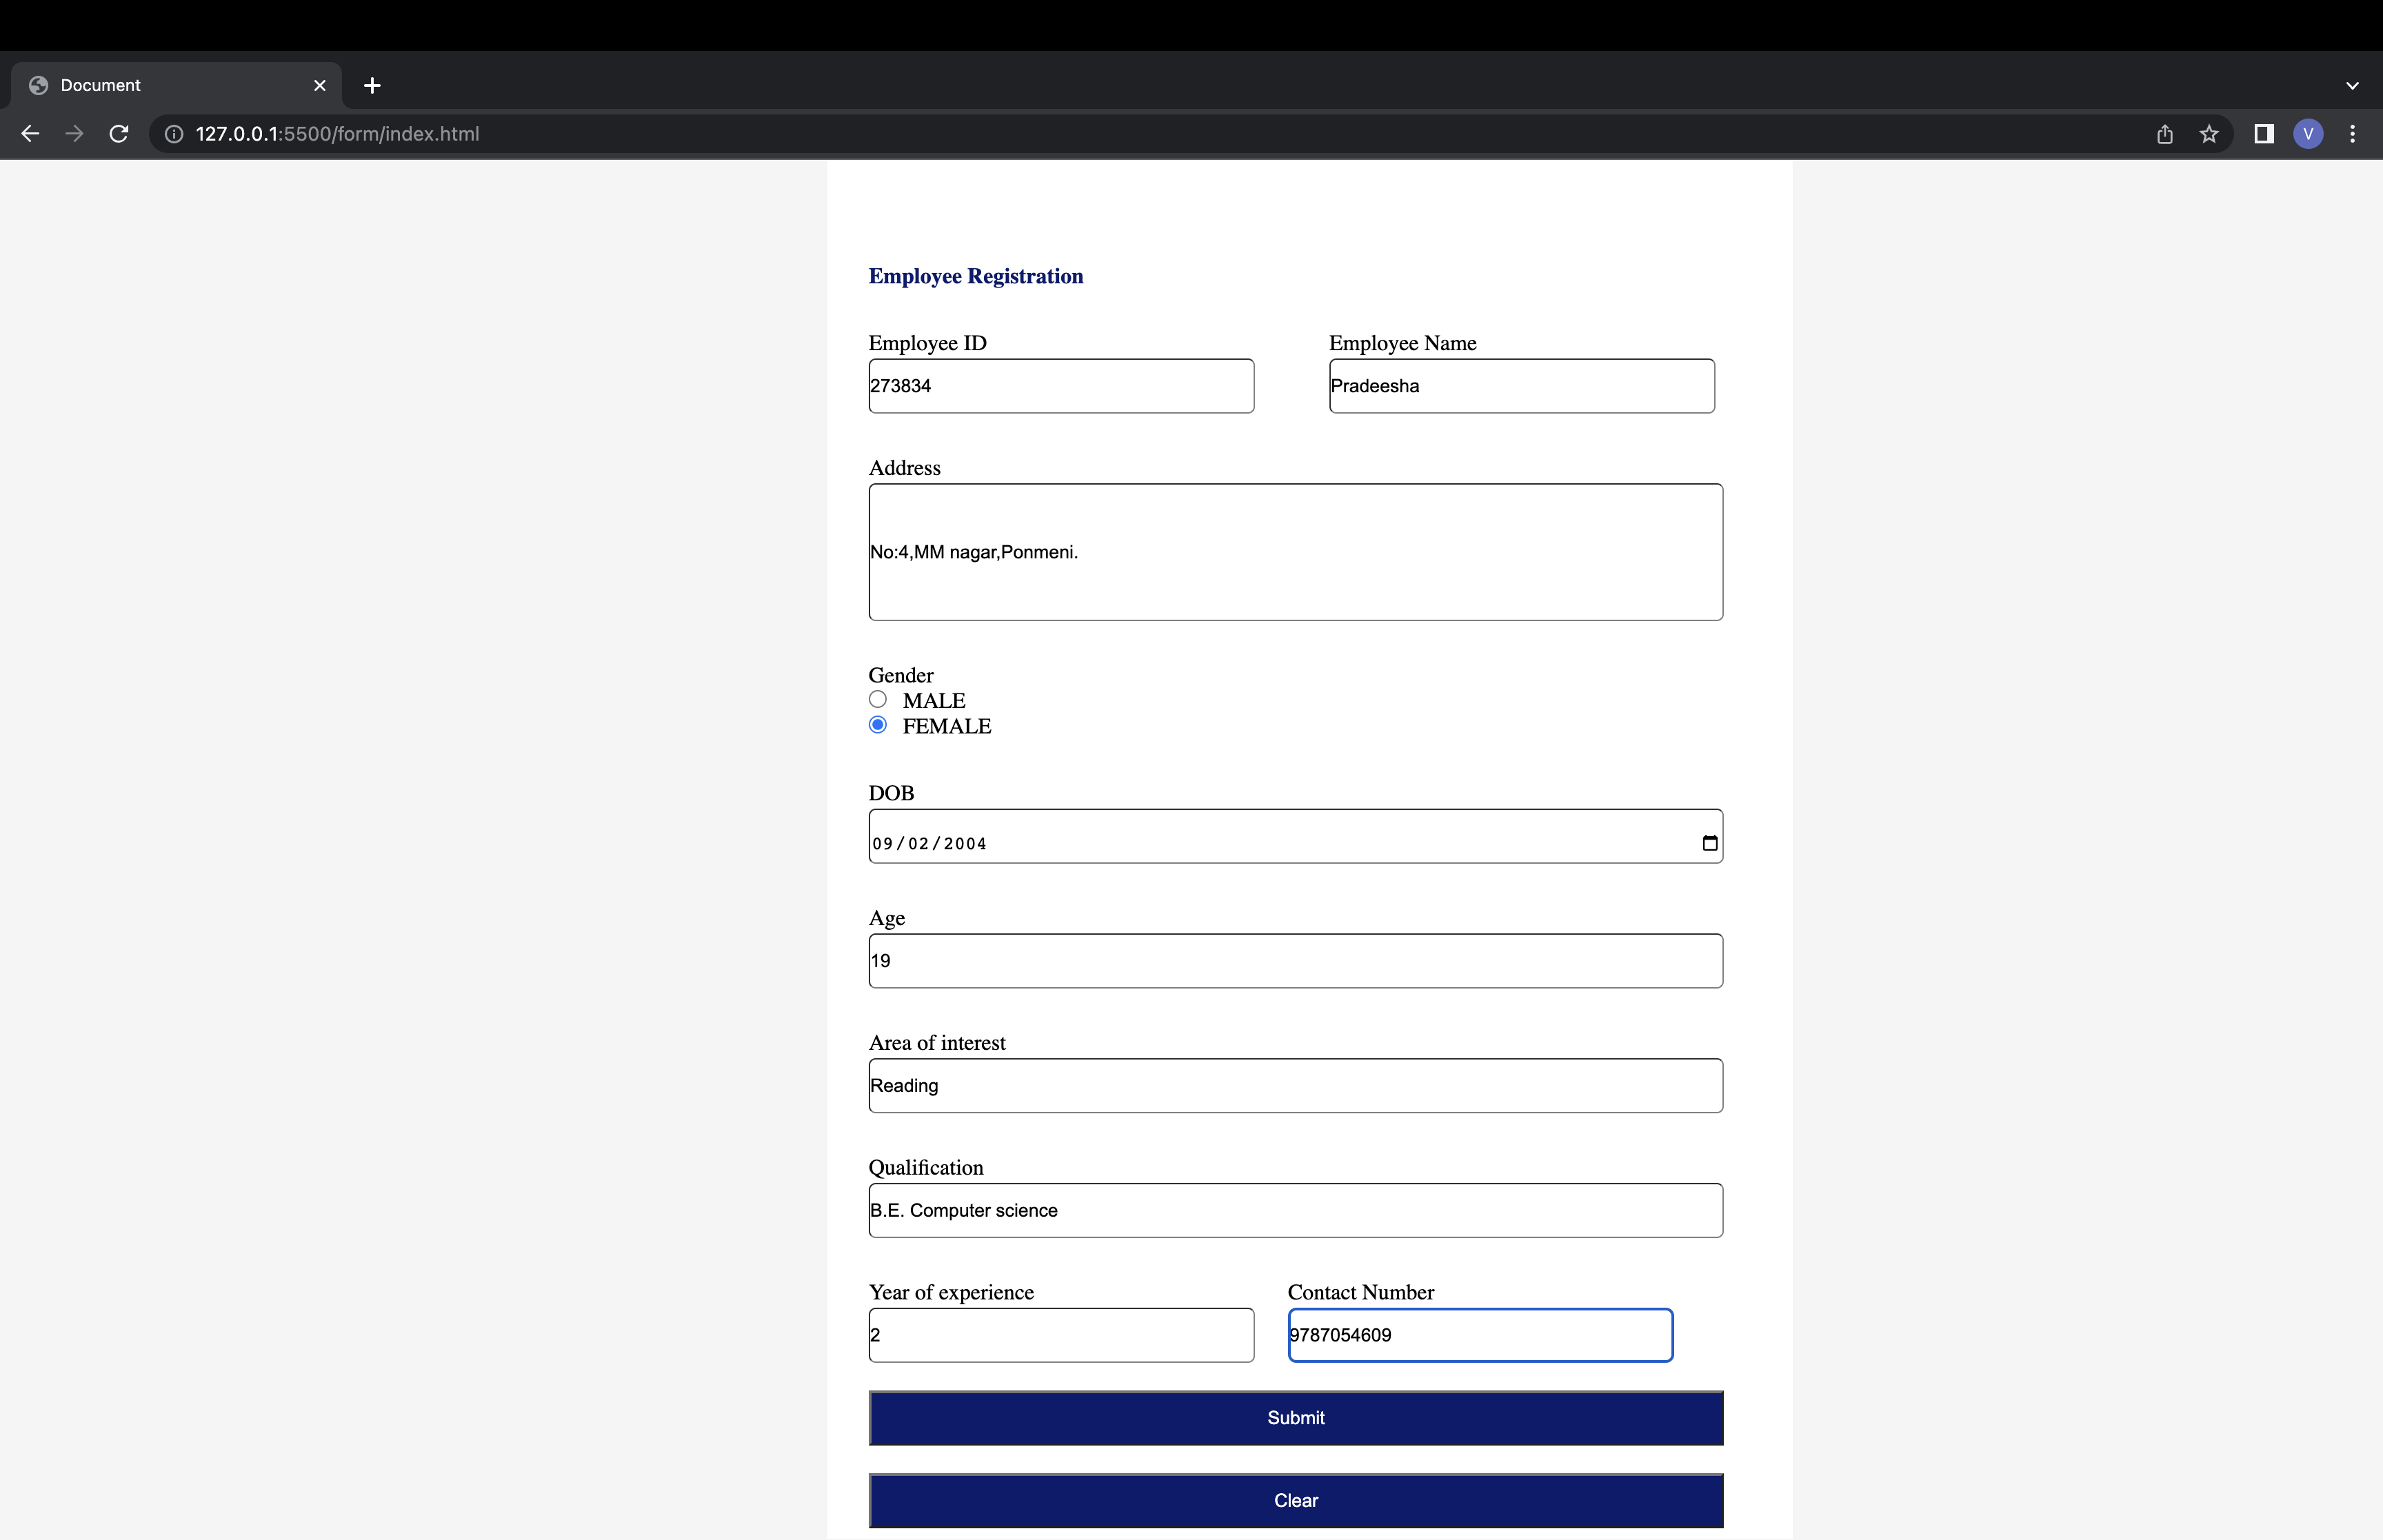 Document
127.0.0.1:5500/form/index.html
V
Employee Registration
Employee ID
Employee Name
273834
Pradeesha
Address
No:4,MM nagar,Ponmeni.
Gender
MALE
FEMALE
DOB
09/02/2004
Age
19
Area of interest
Reading
Qualification
B.E. Computer science
Year of experience
Contact Number
2
9787054609
Submit
Clear